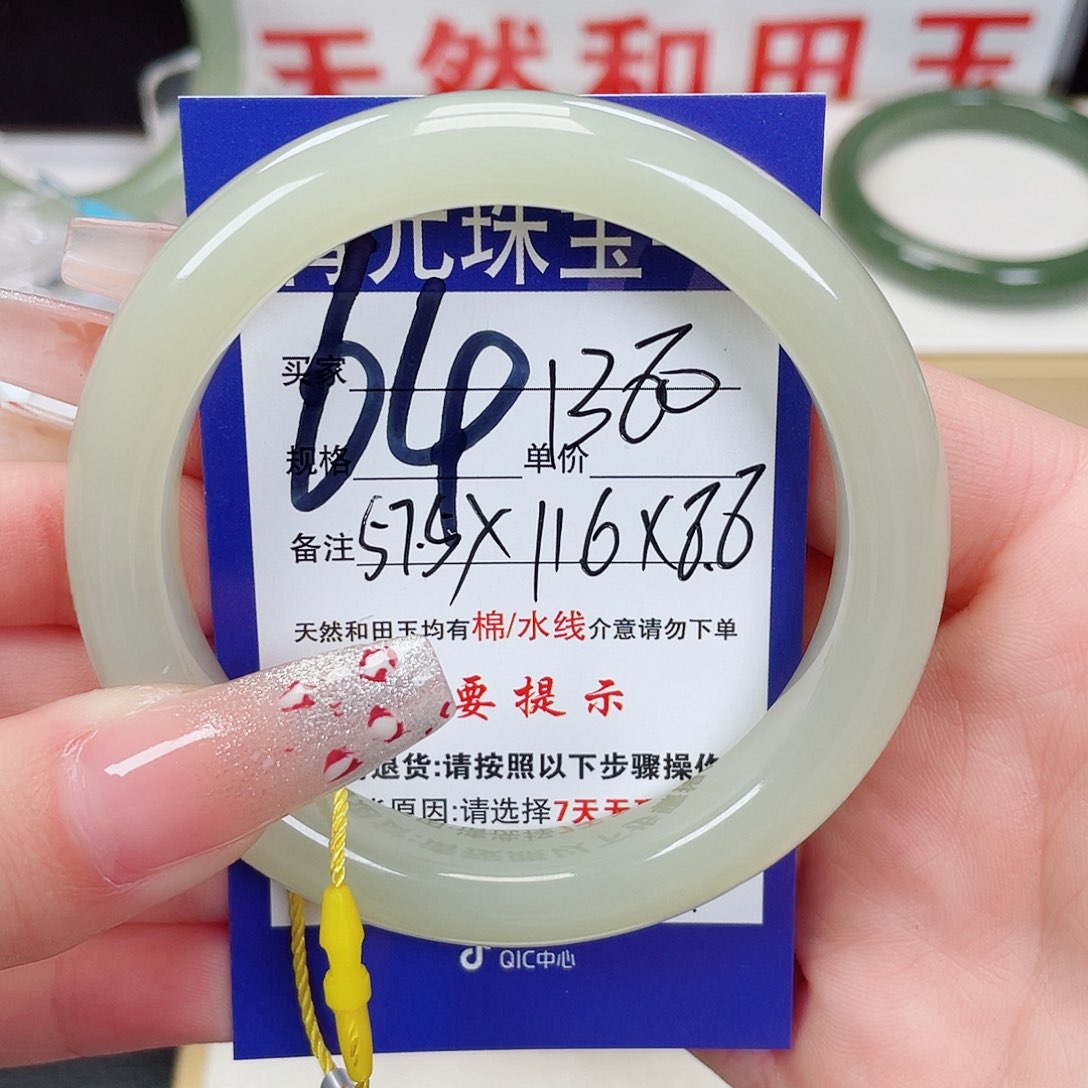 天然和田玉
元珠宝
64
买家
1360
规格
单价
备注 57.5X11.6X8.6
天然和田玉均有棉/水线介意请勿下单
要提示
退货:请按照以下步骤操作
原因:请选择7天无
QIC中心